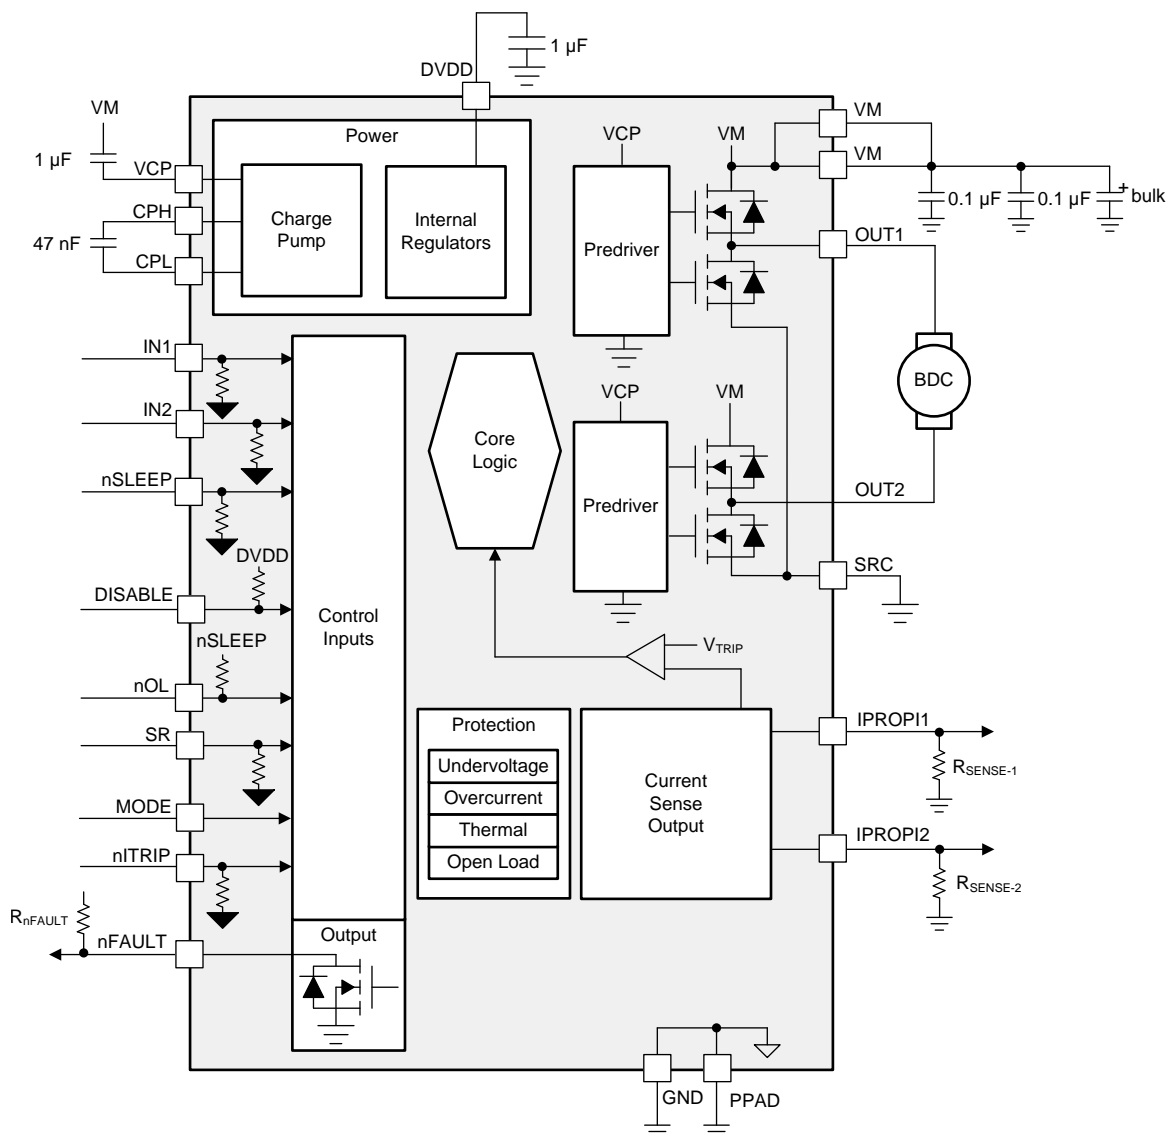 1 µF
DVDD
VM
1 µF
VCP
CPH
47 nF
CPL
Power
Charge
Pump
Internal
Regulators
VCP
VM
Predriver
VM
VM
0.1 µF
0.1 µF
+
bulk
OUT1
BDC
IN1
IN2
nSLEEP
DVDD
DISABLE
nSLEEP
nOL
SR
MODE
nITRIP
RnFAULT
nFAULT
Control
Inputs
Output
Core
Logic
VCP
VM
Predriver
OUT2
SRC
VTRIP
Protection
Undervoltage
Overcurrent
Thermal
Open Load
Current
Sense
Output
IPROPI1
RSENSE-1
IPROPI2
RSENSE-2
GND
PPAD